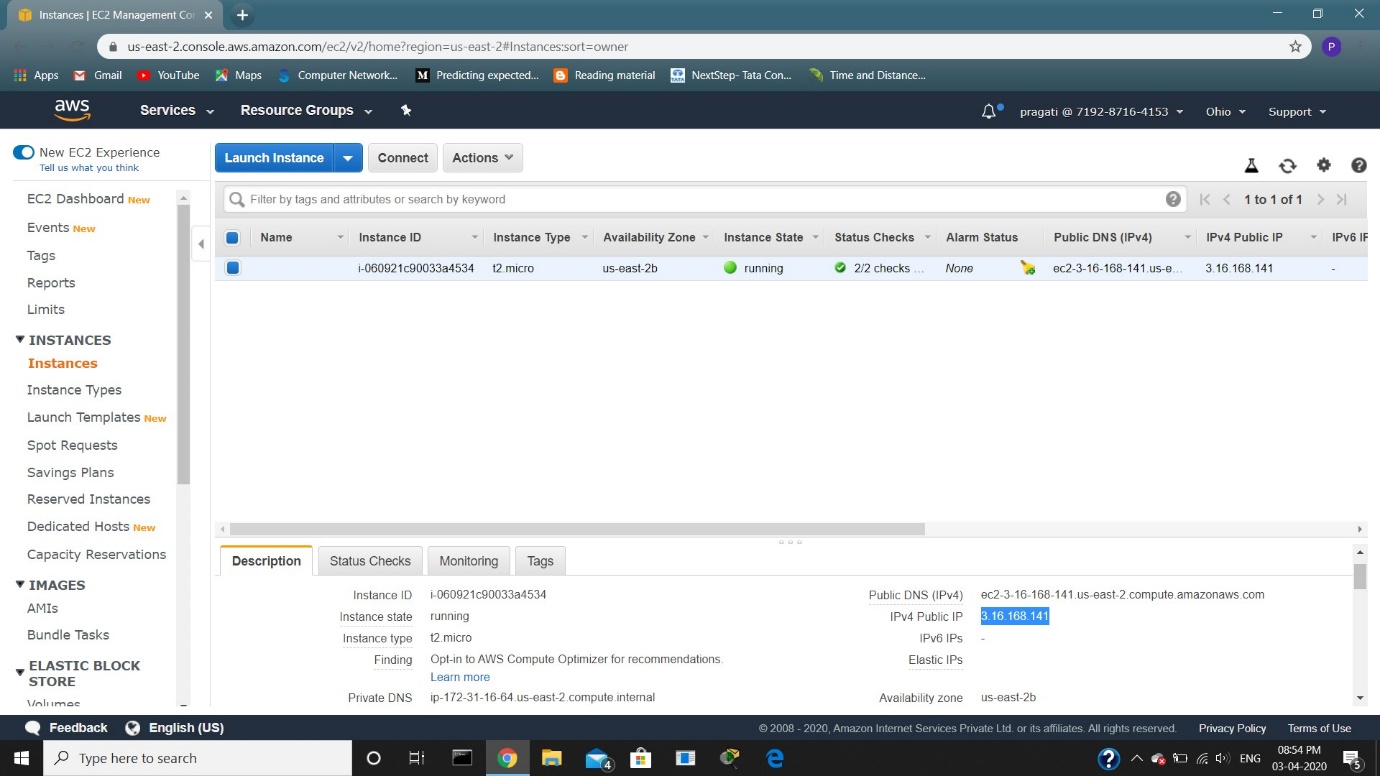 Instances | EC2 Management Co
us-east-2.console.aws.amazon.com/ec2/v2/home?region=us-east-2#Instances:sort=owner
P
Apps Gmail YouTube Maps Computer Network... Predicting expected... Reading material NextStep- Tata Con... Time and Distance...
aws Services Resource Groups pragati @ 7192-8716-4153 Ohio Support
New EC2 Experience
Tell us what you think
EC2 Dashboard New
Events New
Tags
Reports
Limits
INSTANCES
Instances
Instance Types
Launch Templates New
Spot Requests
Savings Plans
Reserved Instances
Dedicated Hosts New
Capacity Reservations
IMAGES
AMIs
Bundle Tasks
ELASTIC BLOCK
STORE
Volumes
Launch Instance Connect Actions
Filter by tags and attributes or search by keyword 1 to 1 of 1
Name Instance ID Instance Type Availability Zone Instance State Status Checks Alarm Status Public DNS (IPv4) IPv4 Public IP IPv6 IP
i-060921c90033a4534 t2.micro us-east-2b running 2/2 checks ... None ec2-3-16-168-141.us-e... 3.16.168.141 -
Description Status Checks Monitoring Tags
Instance ID i-060921c90033a4534 Public DNS (IPv4) ec2-3-16-168-141.us-east-2.compute.amazonaws.com
Instance state running IPv4 Public IP 3.16.168.141
Instance type t2.micro IPv6 IPs -
Finding Opt-in to AWS Compute Optimizer for recommendations. Elastic IPs
Learn more
Private DNS ip-172-31-16-64.us-east-2.compute.internal Availability zone us-east-2b
Feedback English (US) © 2008 - 2020, Amazon Internet Services Private Ltd. or its affiliates. All rights reserved. Privacy Policy Terms of Use
Type here to search 4 ENG 08:54 PM
03-04-2020 5